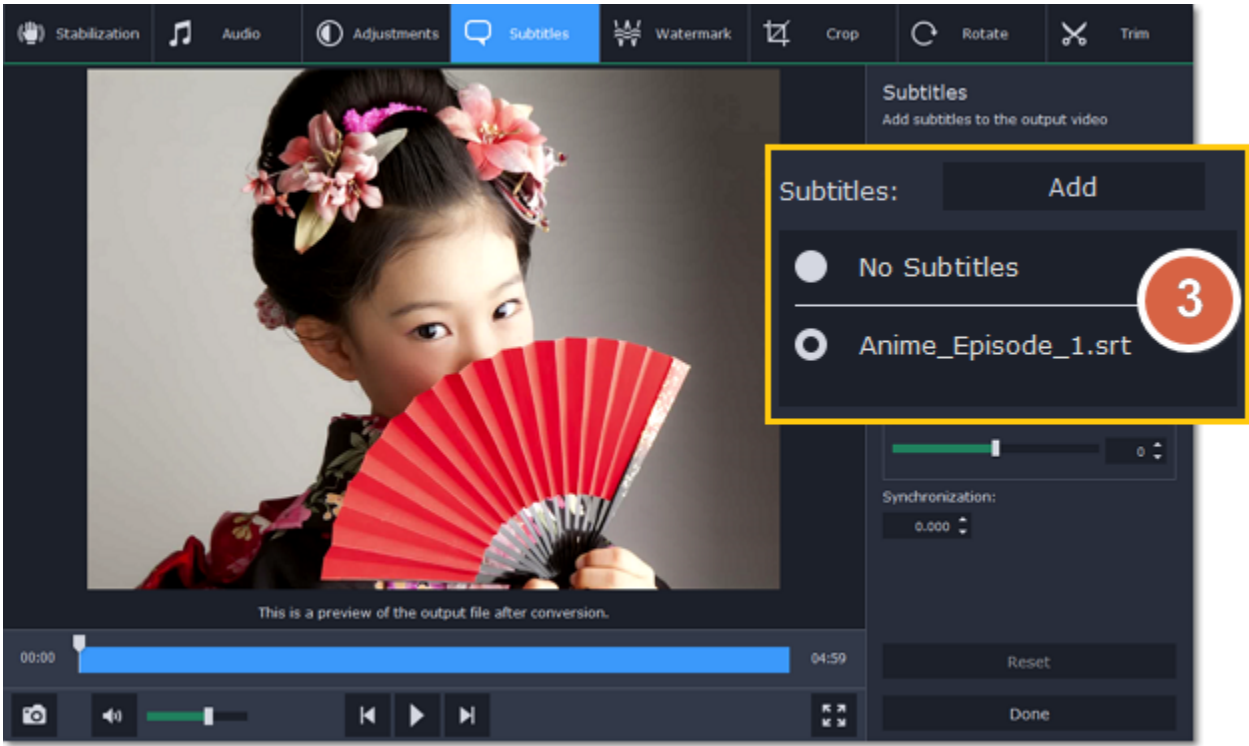 Stabilization
Audio
Adjustments
Subtitles
Watermark
Crop
Rotate
Trim
Subtitles
Add subtitles to the output video
Subtitles:
Add
No Subtitles
3
Anime_Episode_1.srt
0
Synchronization:
0.000
This is a preview of the output file after conversion.
00:00
04:59
Reset
Done